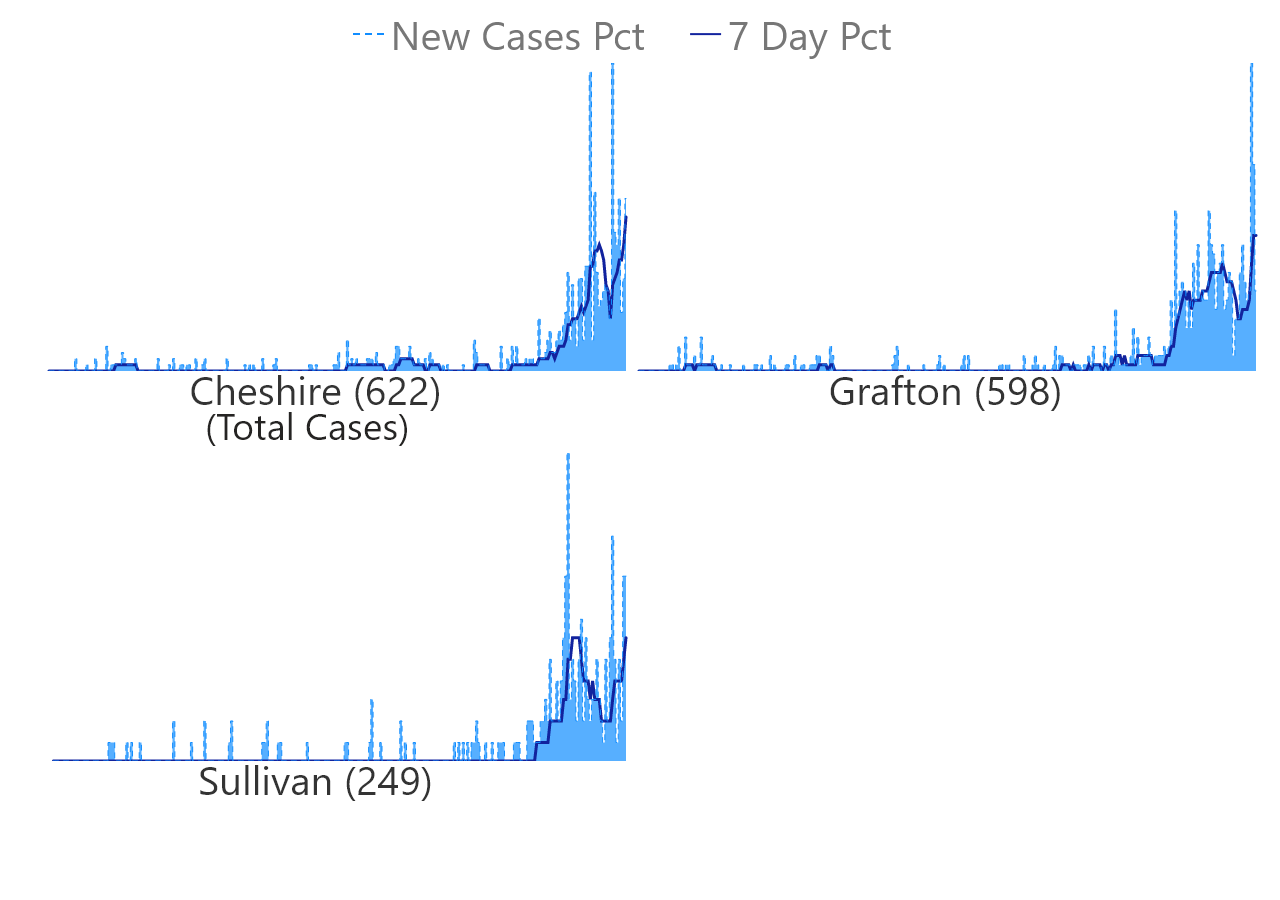 New Cases Pct 7 Day Pct
Cheshire (622) Grafton (598)
(Total Cases)
Sullivan (249)